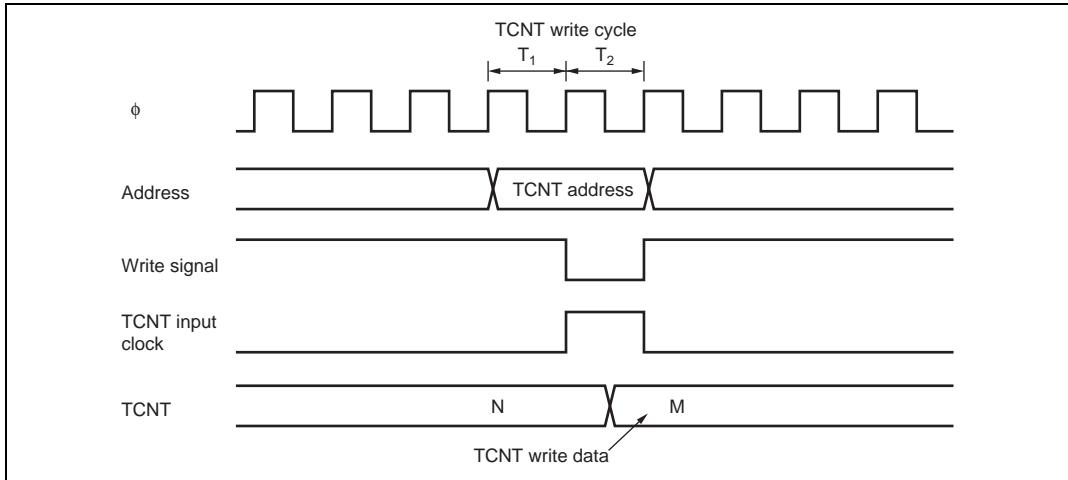 TCNT write cycle
T1 T2
ϕ
Address
TCNT address
Write signal
TCNT input
clock
TCNT
N
M
TCNT write data